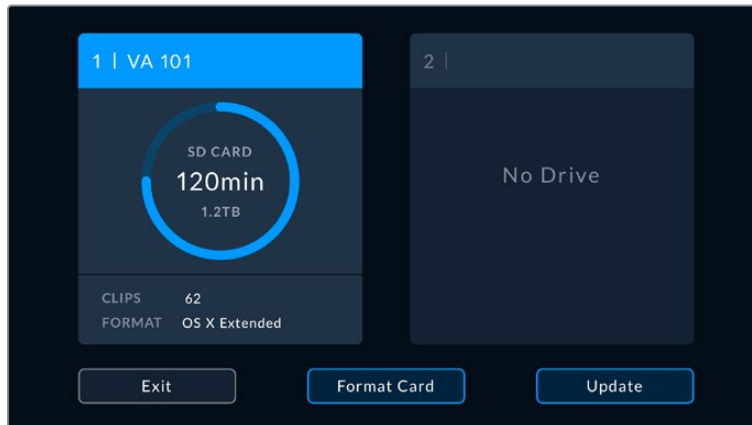 1 | VA 101
SD CARD
120min
1.2TB
CLIPS 62
FORMAT OS X Extended
2 |
No Drive
Exit
Format Card
Update